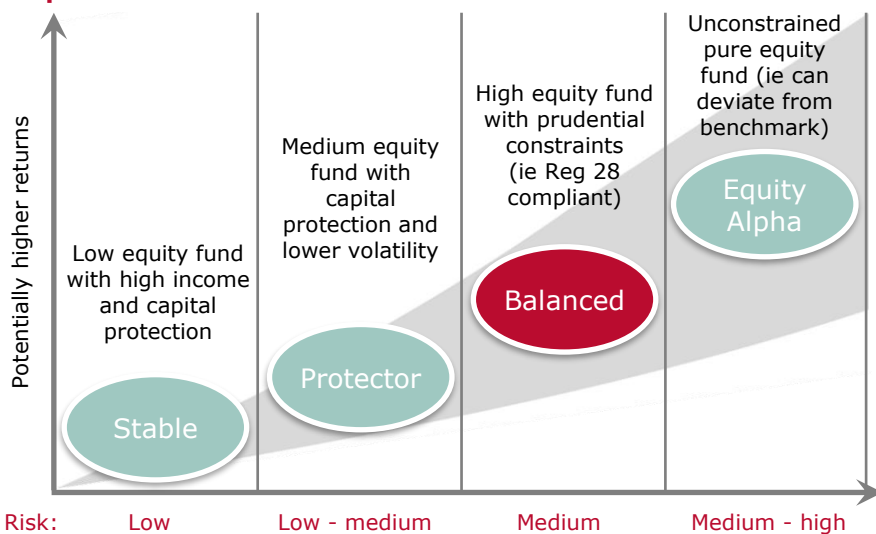 Potentially higher returns
Low equity fund
with high income
and capital
protection
Stable
Medium equity
fund with
capital
protection and
lower volatility
Protector
High equity fund
with prudential
constraints
(ie Reg 28
compliant)
Balanced
Unconstrained
pure equity
fund (ie can
deviate from
benchmark)
Equity
Alpha
Risk:
Low
Low - medium
Medium
Medium - high